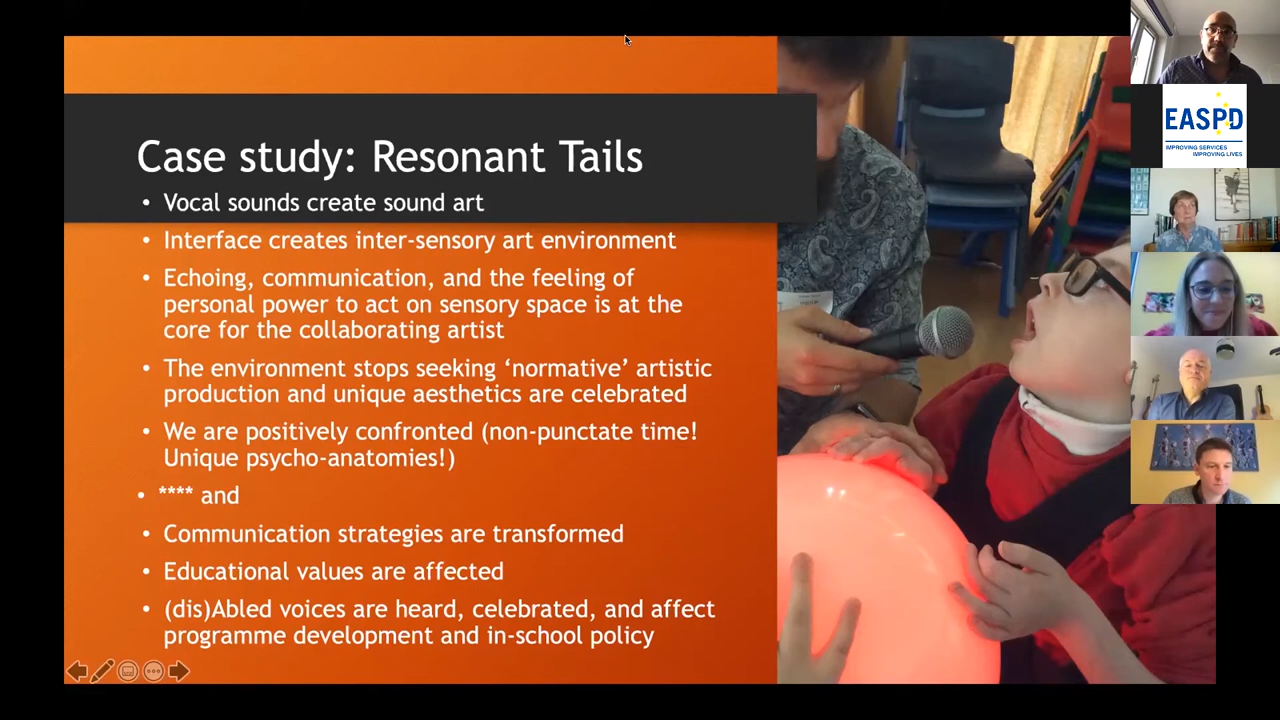 Case study: Resonant Tails
• Vocal sounds create sound art
• Interface creates inter-sensory art environment
• Echoing, communication, and the feeling of
personal power to act on sensory space is at the
core for the collaborating artist
• The environment stops seeking ‘normative’ artistic
production and unique aesthetics are celebrated
• We are positively confronted (non-punctate time!
Unique psycho-anatomies!)
• **** and
• Communication strategies are transformed
• Educational values are affected
• (dis)Abled voices are heard, celebrated, and affect
programme development and in-school policy
EASPD
IMPROVING SERVICES
IMPROVING LIVES